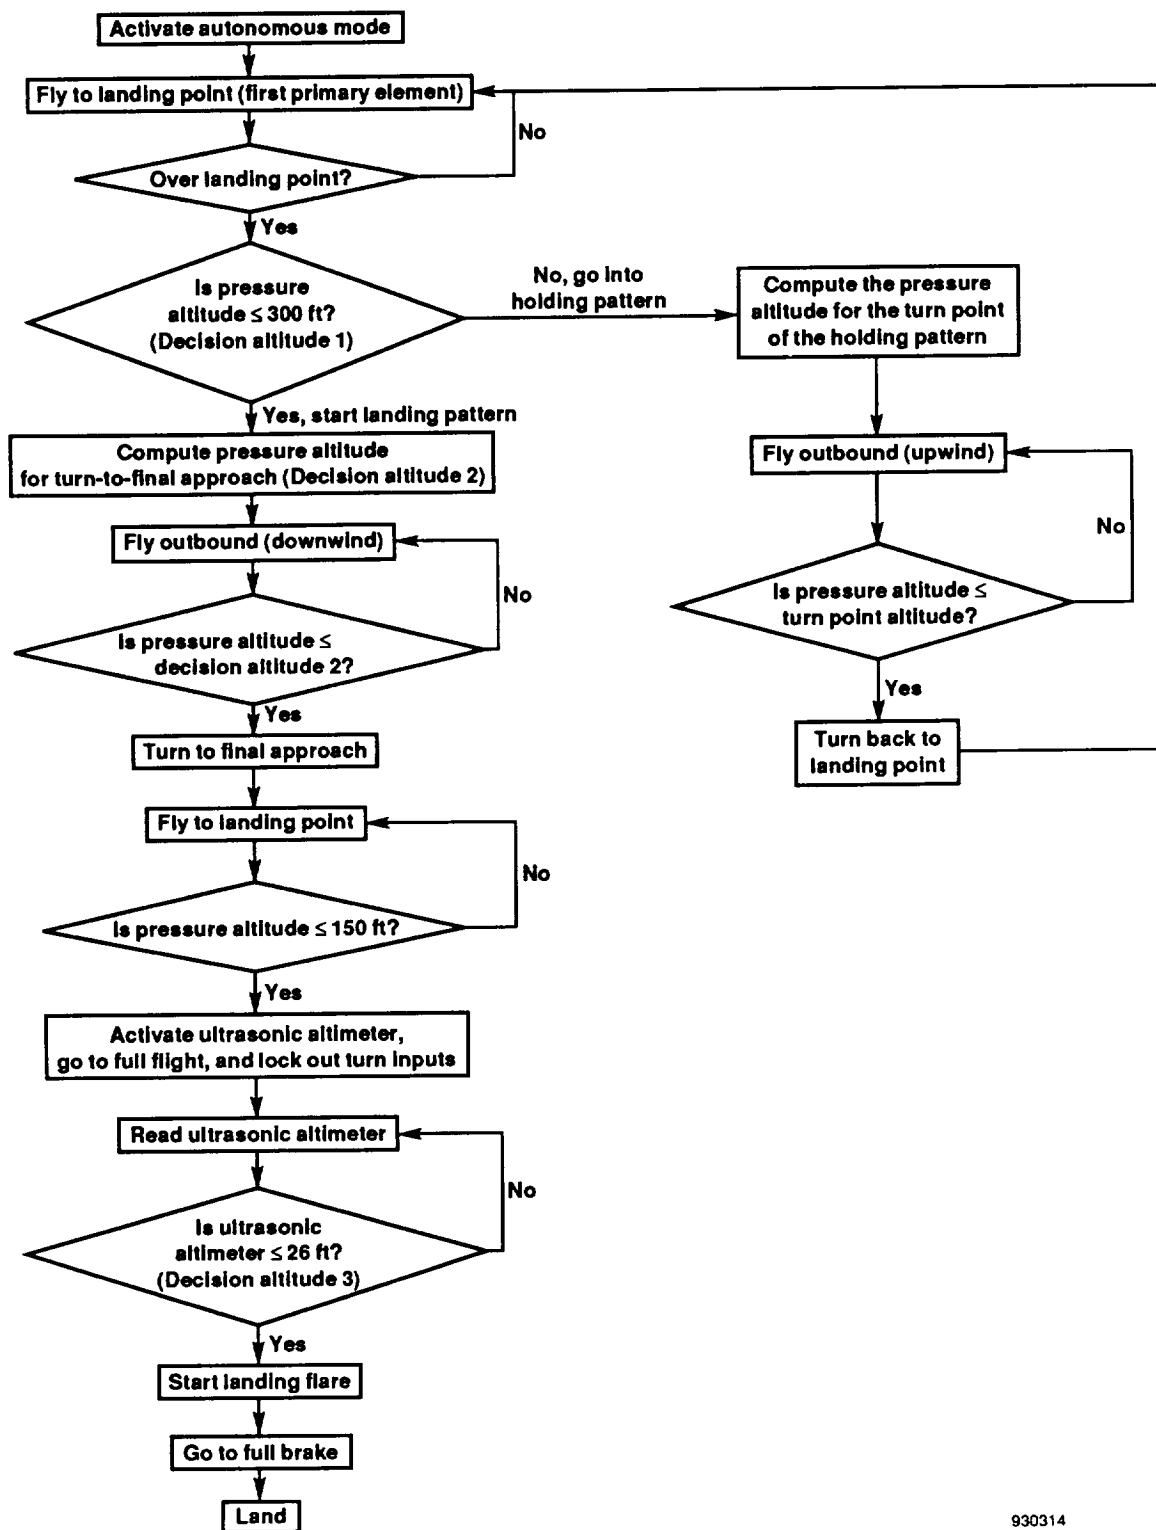 Activate autonomous mode
Fly to landing point (first primary element)
No
Over landing point?
Yes
Is pressure
altitude ≤ 300 ft?
(Decision altitude 1)
No, go into
holding pattern
Compute the pressure
altitude for the turn point
of the holding pattern
Yes, start landing pattern
Compute pressure altitude
for turn-to-final approach (Decision altitude 2)
Fly outbound (upwind)
No
Fly outbound (downwind)
No
Is pressure altitude ≤
turn point altitude?
Is pressure altitude ≤
decision altitude 2?
Yes
Yes
Turn to final approach
Turn back to
landing point
Fly to landing point
No
Is pressure altitude ≤ 150 ft?
Yes
Activate ultrasonic altimeter,
go to full flight, and lock out turn inputs
Read ultrasonic altimeter
No
Is ultrasonic
altimeter ≤ 26 ft?
(Decision altitude 3)
Yes
Start landing flare
Go to full brake
Land
930314